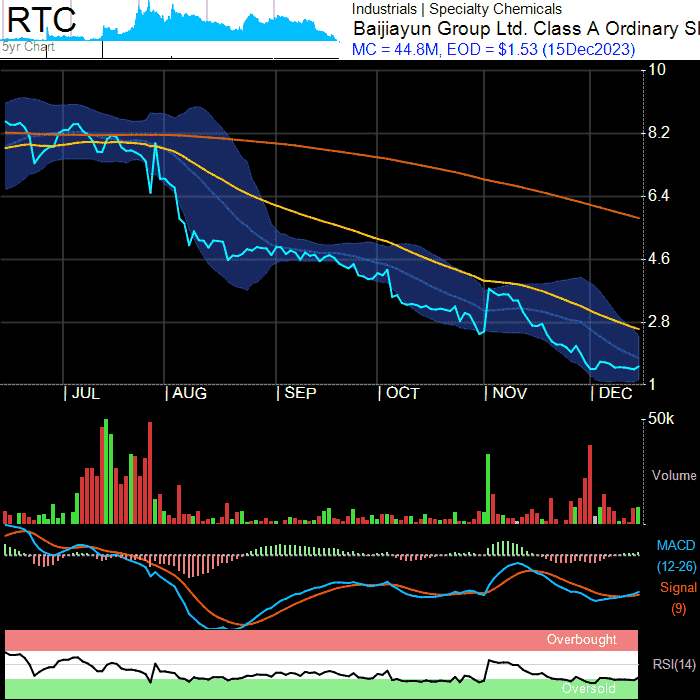 RTC
5yr Chart
Industrials | Specialty Chemicals
Baijiayun Group Ltd. Class A Ordinary S
MC = 44.8M, EOD = $1.53 (15Dec2023)
10
8.2
6.4
4.6
2.8
1
| JUL | AUG | SEP | OCT | NOV | DEC
50k
Volume
MACD
(12-26)
Signal
(9)
Overbought
RSI(14)
Oversold